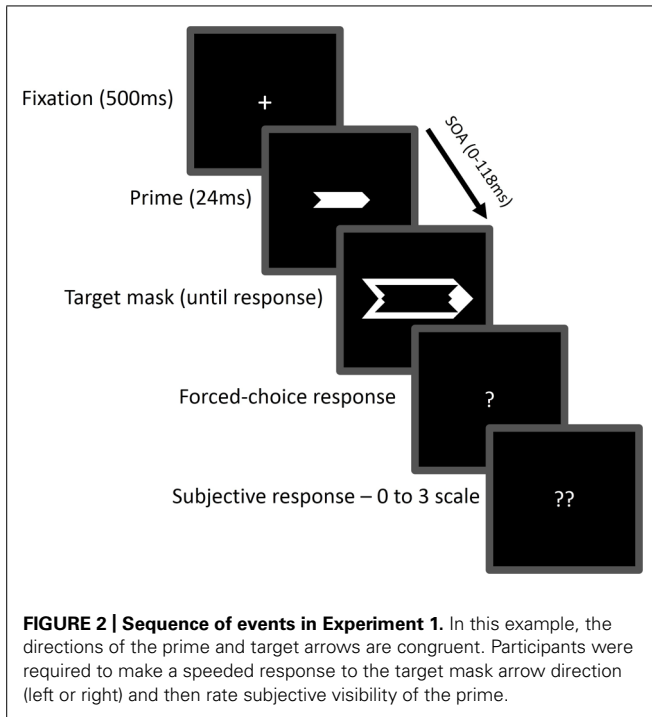 Fixation (500ms)
+
SOA (0-118ms)
Prime (24ms)
Target mask (until response)
Forced-choice response
?
Subjective response – 0 to 3 scale
??
FIGURE 2 | Sequence of events in Experiment 1. In this example, the
directions of the prime and target arrows are congruent. Participants were
required to make a speeded response to the target mask arrow direction
(left or right) and then rate subjective visibility of the prime.